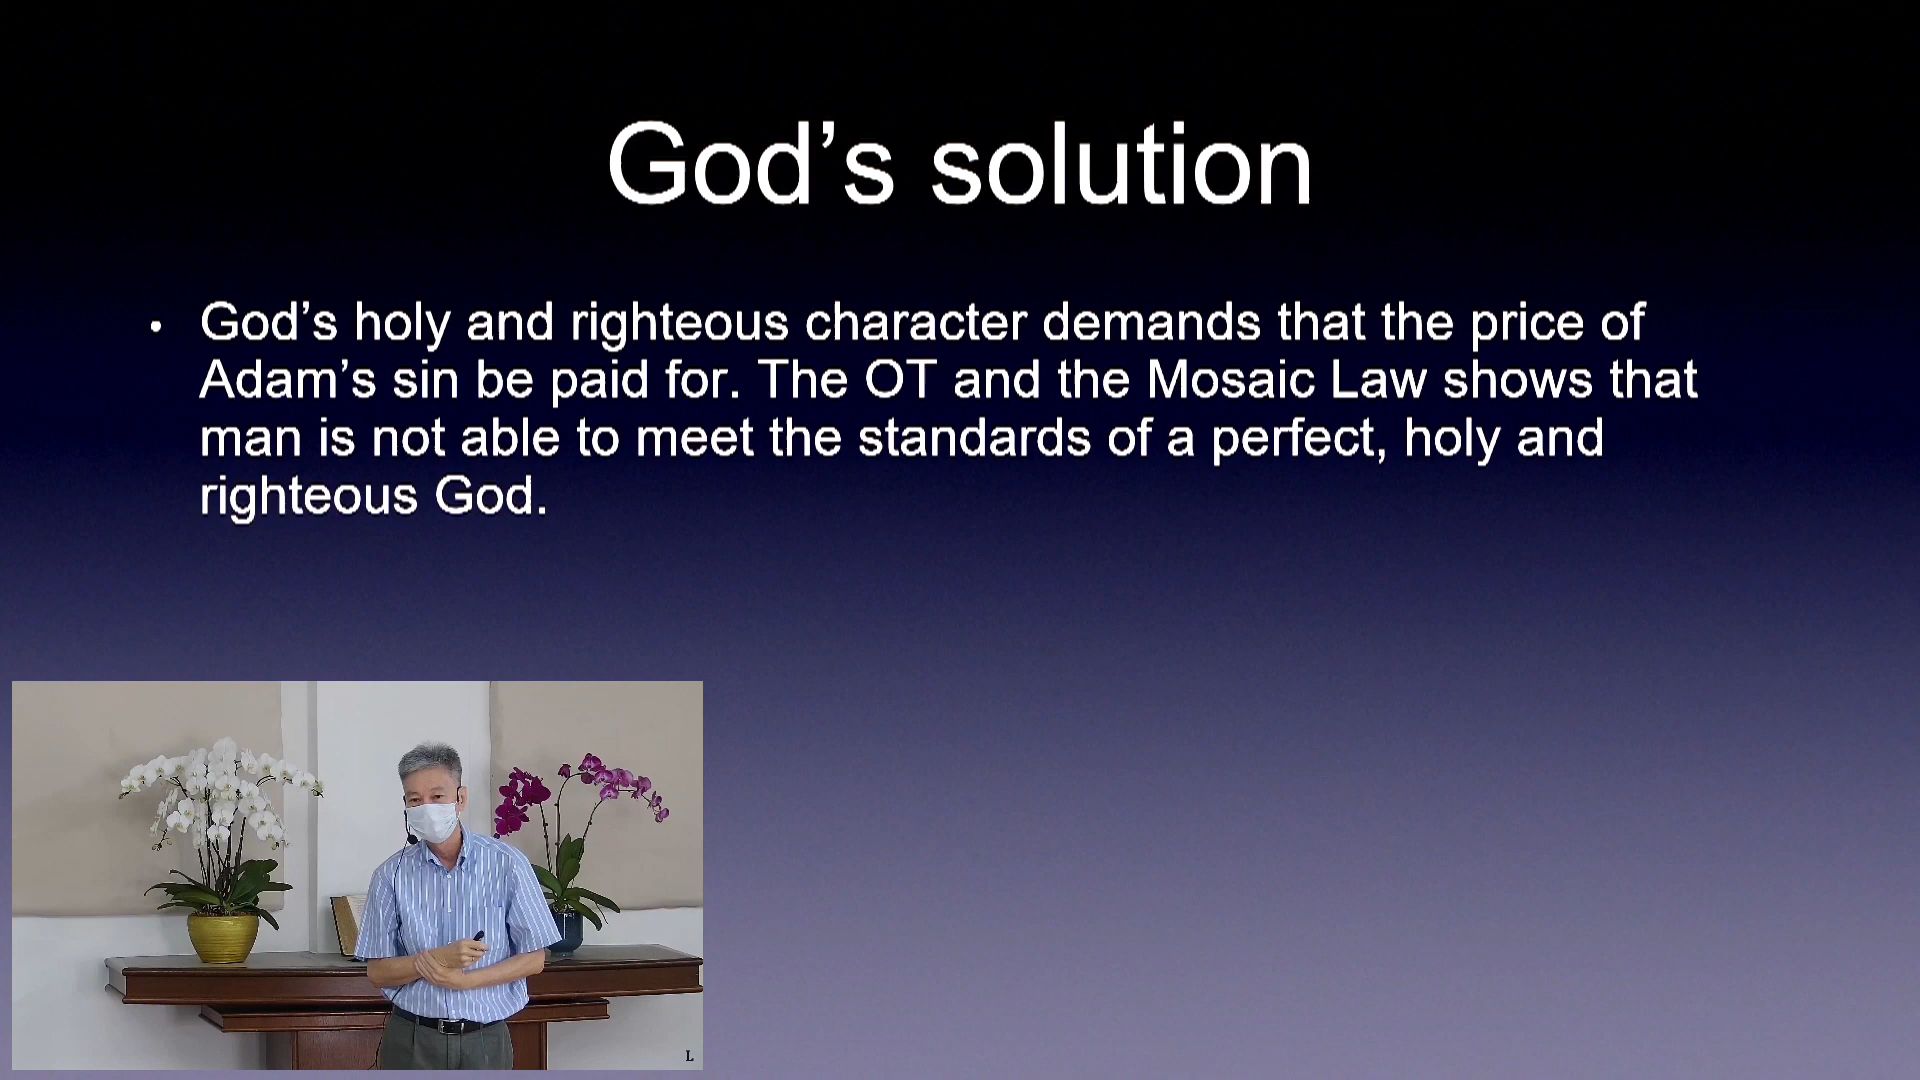 God’s solution
• God’s holy and righteous character demands that the price of
Adam’s sin be paid for. The OT and the Mosaic Law shows that
man is not able to meet the standards of a perfect, holy and
righteous God.
L